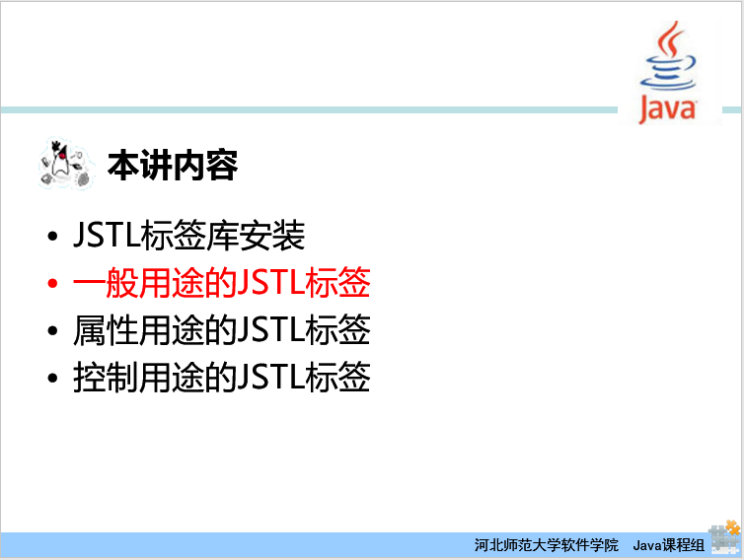 Java
本讲内容
• JSTL标签库安装
• 一般用途的JSTL标签
• 属性用途的JSTL标签
• 控制用途的JSTL标签
河北师范大学软件学院 Java课程组